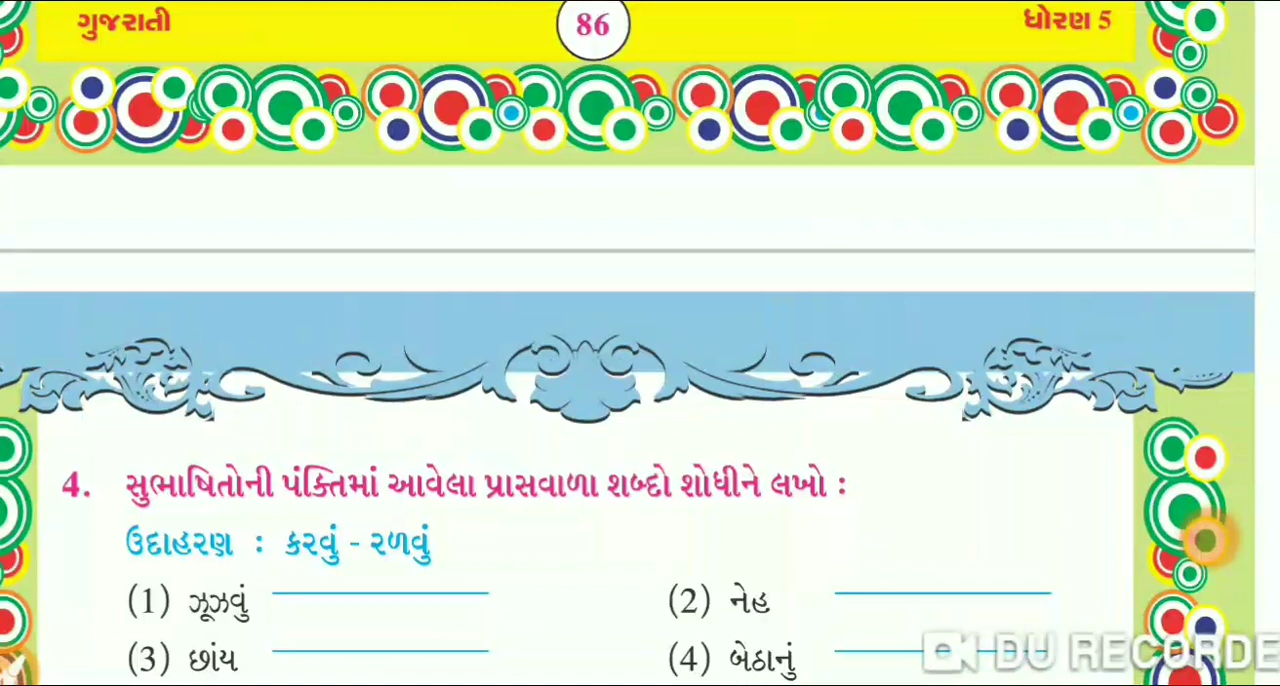 ગુજરાતી 86 ધોરણ 5
4. સુભાષિતોની પંક્તિમાં આવેલા પ્રાસવાળા શબ્દો શોધીને લખો :
ઉદાહરણ : કરવું - રળવું
(1) ઝૂઝવું (2) નેહ
(3) છાંય (4) બેઠાનું
DU RECORDE